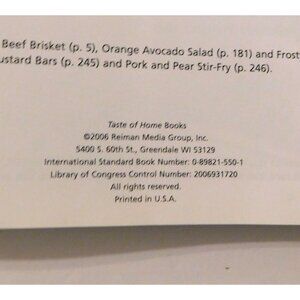 Beef Brisket (p. 5), Orange Avocado Salad (p. 181) and Frost
ustard Bars (p. 245) and Pork and Pear Stir-Fry (p. 246).
Taste of Home Books
©2006 Reiman Media Group, Inc.
5400 S. 60th St., Greendale WI 53129
International Standard Book Number: 0-89821-550-1
Library of Congress Control Number: 2006931720
All rights reserved.
Printed in U.S.A.